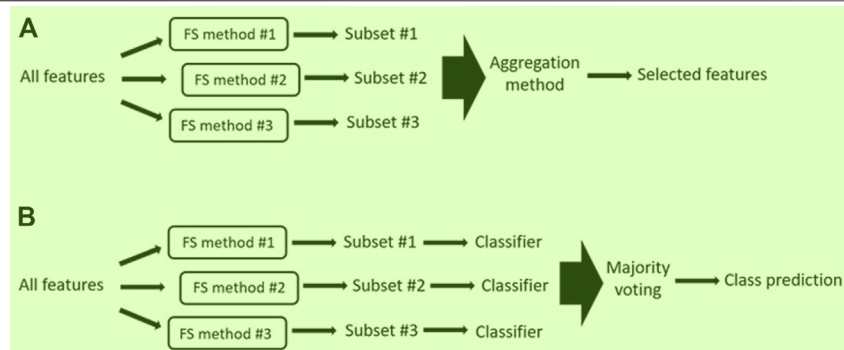 A
FS method #1 Subset #1
All features FS method #2 Subset #2 Aggregation method Selected features
FS method #3 Subset #3
B
FS method #1 Subset #1 Classifier
All features FS method #2 Subset #2 Classifier Majority voting Class prediction
FS method #3 Subset #3 Classifier